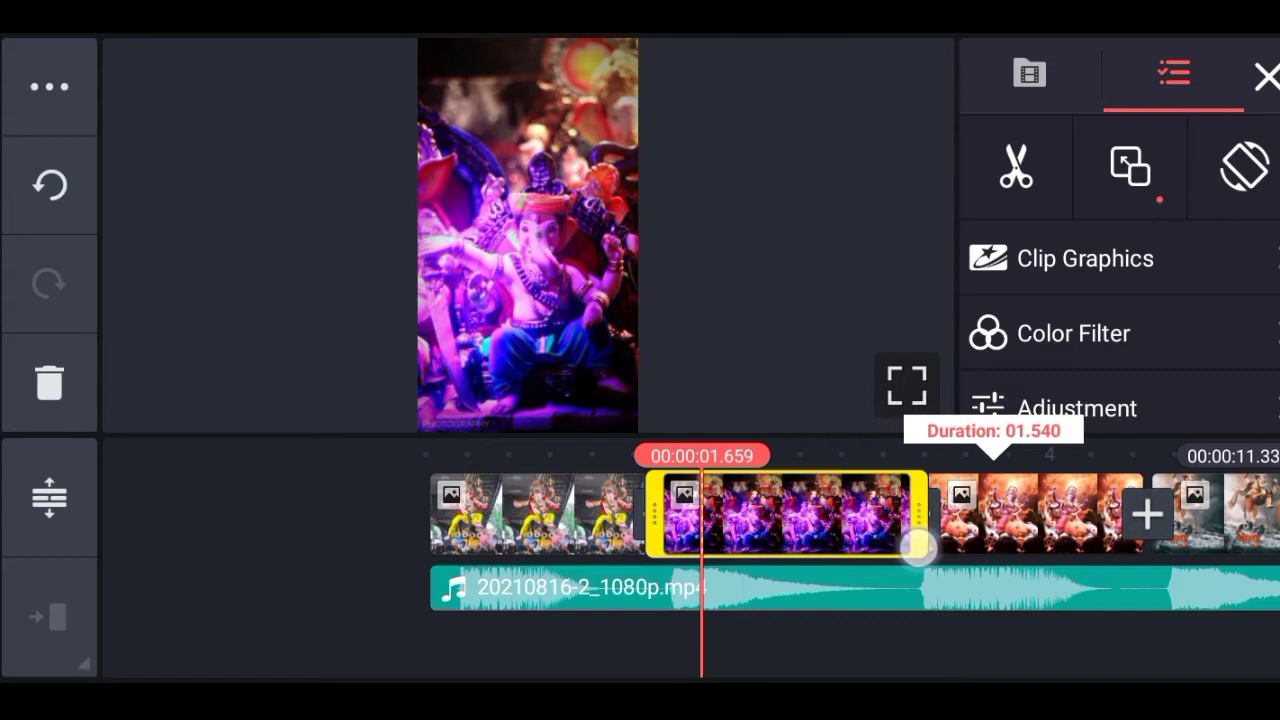 PHOTOGRAPHY
Clip Graphics
Color Filter
Adjustment
Duration: 01.540
00:00:01.659
4
00:00:11.33
20210816-2_1080p.mp4